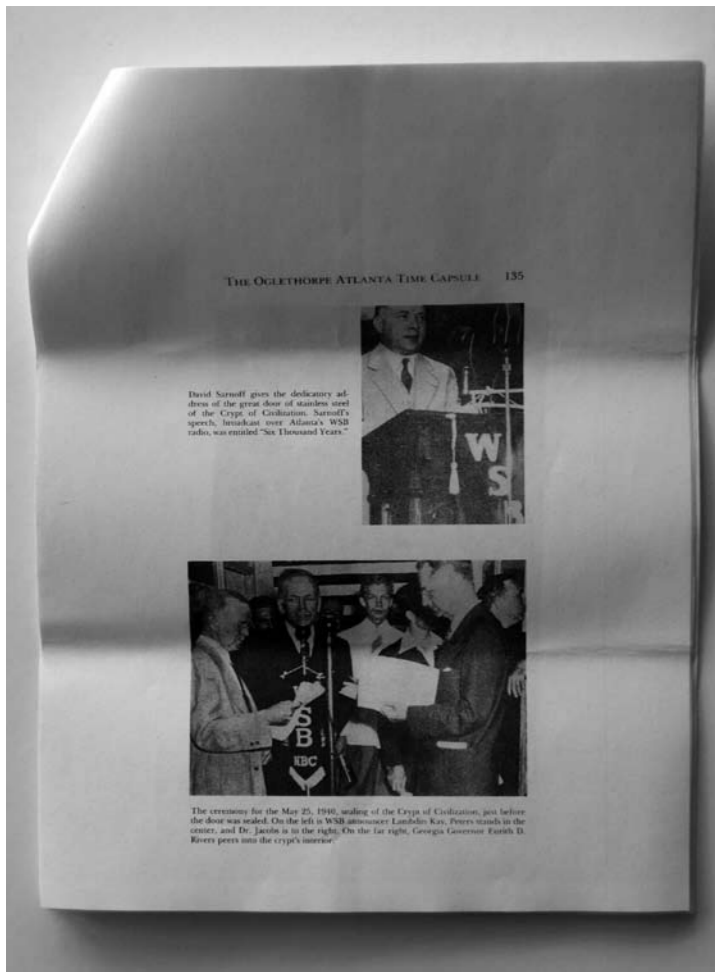 THE OGLETHORPE ATLANTA TIME CAPSULE 135
David Sarnoff gives the dedicatory ad-
dress of the great door of stainless steel
of the Crypt of Civilization. Sarnoff's
speech, broadcast over Atlanta's WSB
radio, was entitled "Six Thousand Years."
W
S
B
S
B
NBC
The ceremony for the May 25, 1940, sealing of the Crypt of Civilization, just before
the door was sealed. On the left is WSB announcer Lambdin Kay, Peters stands in the
center, and Dr. Jacobs is to the right. On the far right, Georgia Governor Eurith D.
Rivers peers into the crypt's interior.